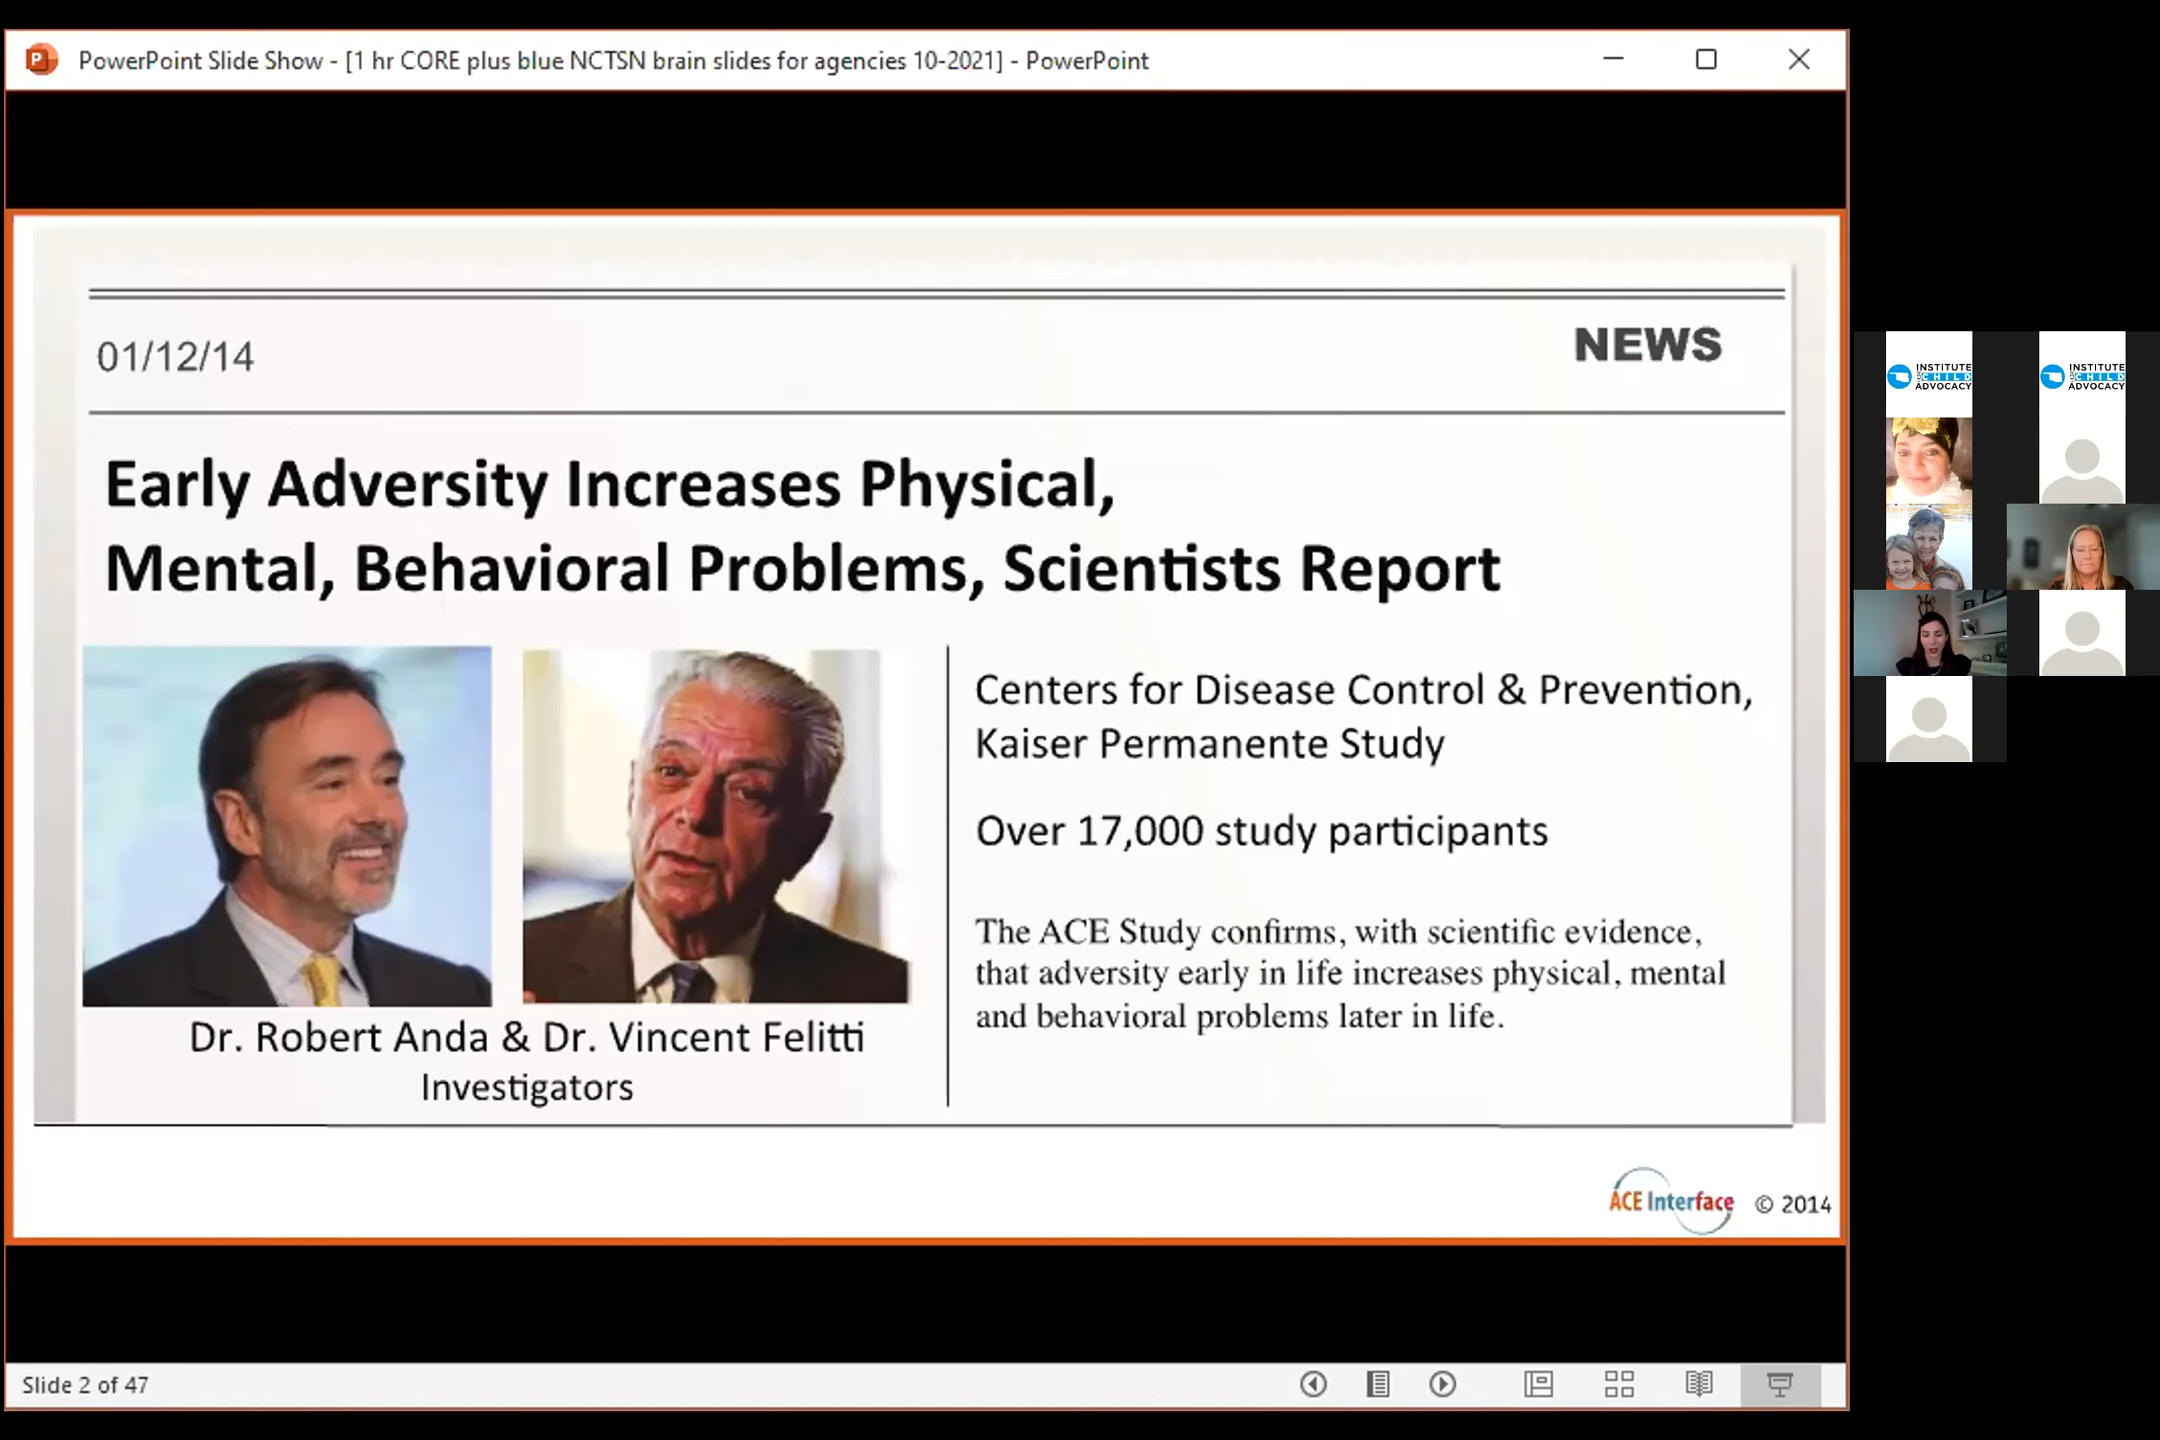 PowerPoint Slide Show - [1 hr CORE plus blue NCTSN brain slides for agencies 10-2021] - PowerPoint
01/12/14
NEWS
Early Adversity Increases Physical,
Mental, Behavioral Problems, Scientists Report
Dr. Robert Anda & Dr. Vincent Felitti
Investigators
Centers for Disease Control & Prevention,
Kaiser Permanente Study
Over 17,000 study participants
The ACE Study confirms, with scientific evidence,
that adversity early in life increases physical, mental
and behavioral problems later in life.
ACE Interface © 2014
Slide 2 of 47
INSTITUTE
CHILD
ADVOCACY
INSTITUTE
CHILD
ADVOCACY